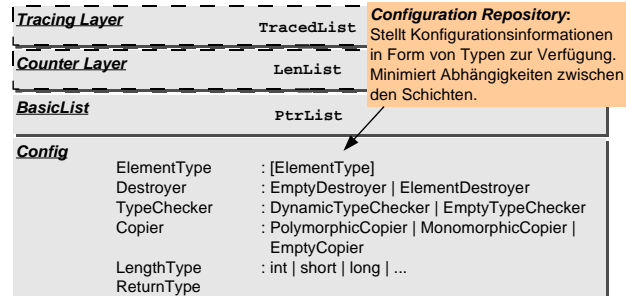 Tracing Layer
TracedList
Configuration Repository:
Stellt Konfigurationsinformationen
in Form von Typen zur Verfügung.
Minimiert Abhängigkeiten zwischen
den Schichten.
Counter Layer
LenList
BasicList
PtrList
Config
ElementType : [ElementType]
Destroyer : EmptyDestroyer | ElementDestroyer
TypeChecker : DynamicTypeChecker | EmptyTypeChecker
Copier : PolymorphicCopier | MonomorphicCopier |
EmptyCopier
LengthType : int | short | long | ...
ReturnType